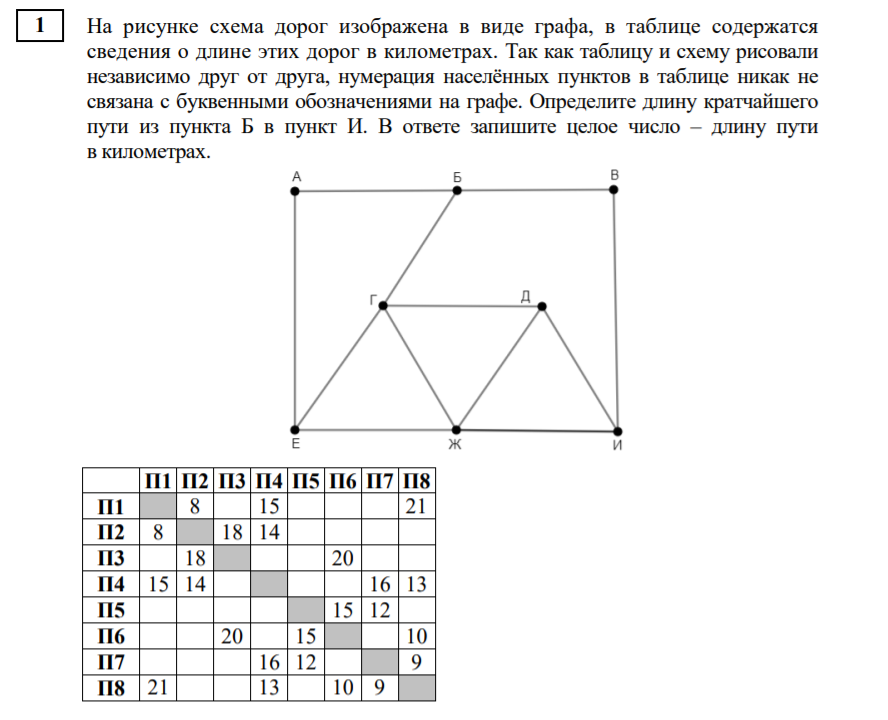 1
На рисунке схема дорог изображена в виде графа, в таблице содержатся
сведения о длине этих дорог в километрах. Так как таблицу и схему рисовали
независимо друг от друга, нумерация населённых пунктов в таблице никак не
связана с буквенными обозначениями на графе. Определите длину кратчайшего
пути из пункта Б в пункт И. В ответе запишите целое число – длину пути
в километрах.
А Б В
Г Д
Е Ж И
П1 П2 П3 П4 П5 П6 П7 П8
П1 8 15 21
П2 8 18 14
П3 18 20
П4 15 14 16 13
П5 15 12
П6 20 15 10
П7 16 12 9
П8 21 13 10 9